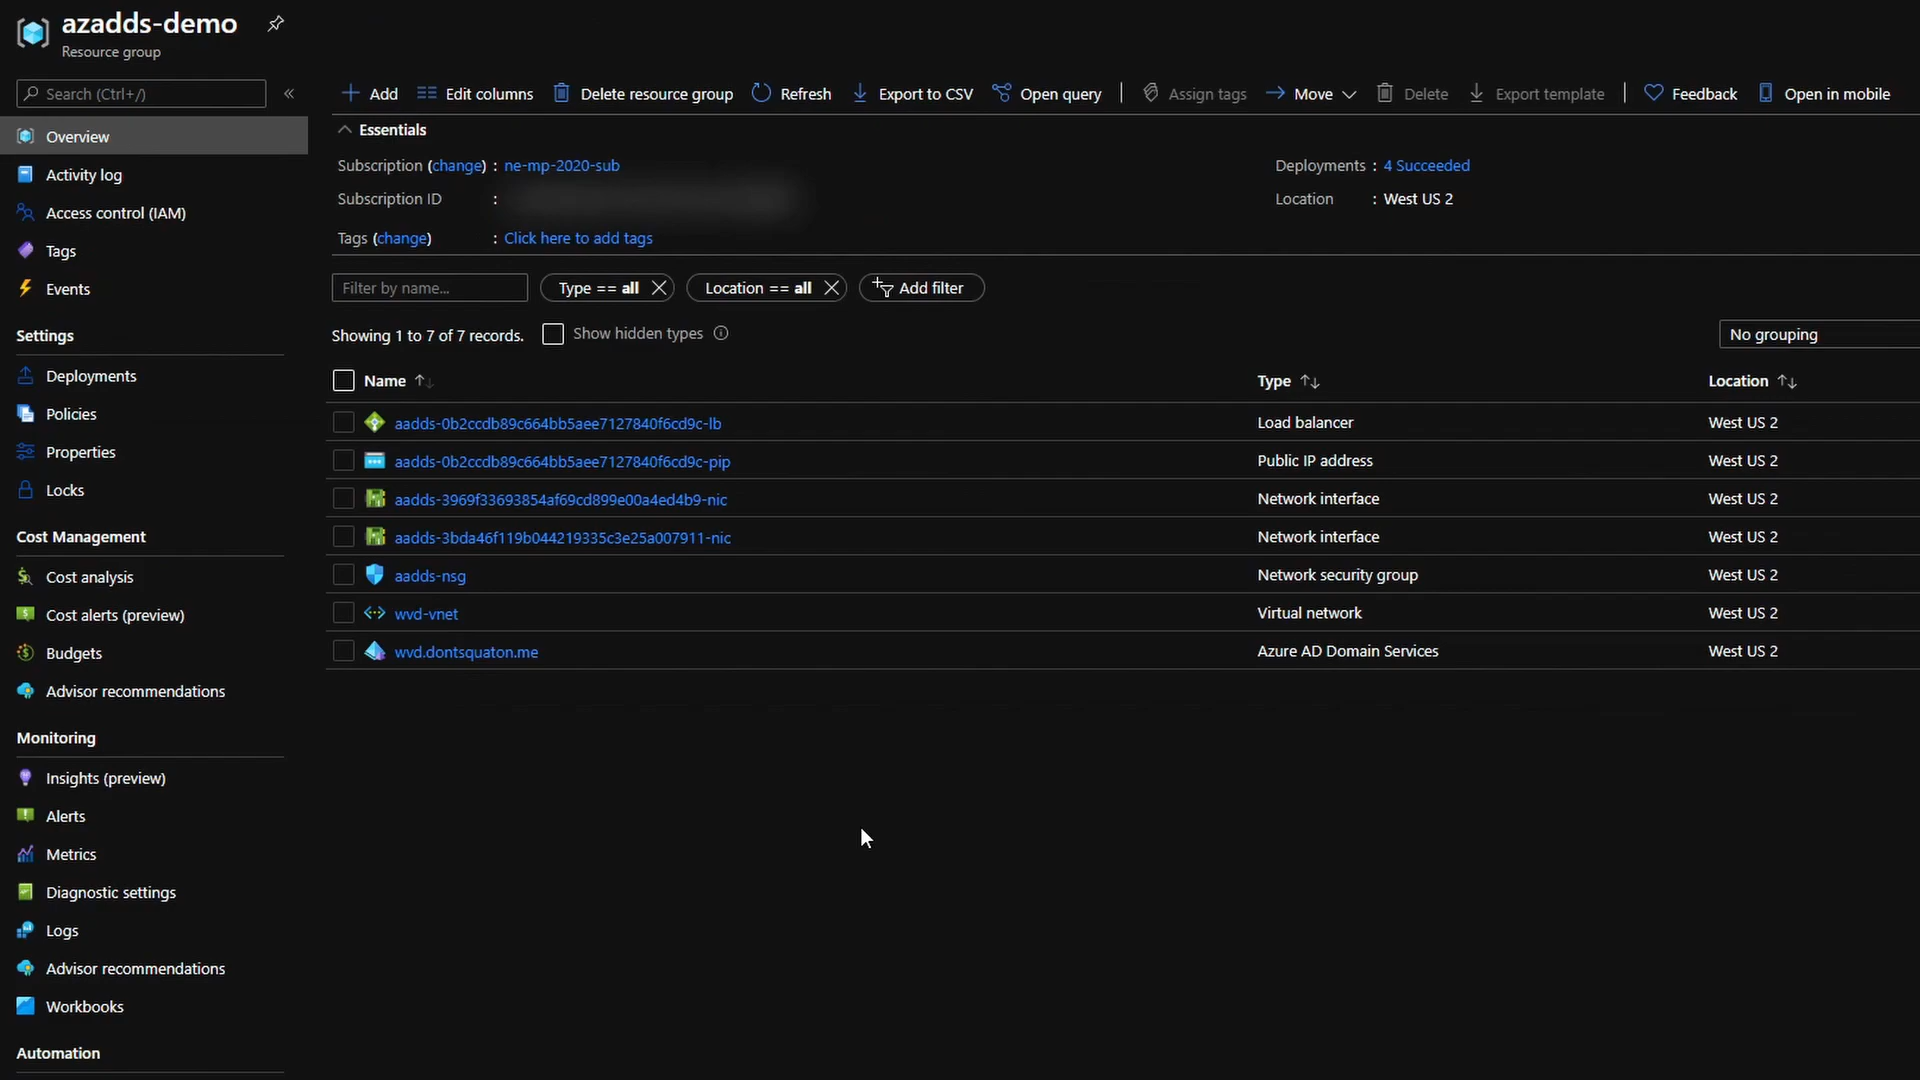 azadds-demo
Resource group
Search (Ctrl+/)
«
Overview
Activity log
Access control (IAM)
Tags
Events
Settings
Deployments
Policies
Properties
Locks
Cost Management
Cost analysis
Cost alerts (preview)
Budgets
Advisor recommendations
Monitoring
Insights (preview)
Alerts
Metrics
Diagnostic settings
Logs
Advisor recommendations
Workbooks
Automation
Add Edit columns Delete resource group Refresh Export to CSV Open query Assign tags Move Delete Export template Feedback Open in mobile
Essentials
Subscription (change) : ne-mp-2020-sub Deployments : 4 Succeeded
Subscription ID : Location : West US 2
Tags (change) : Click here to add tags
Filter by name... Type == all Location == all Add filter
Showing 1 to 7 of 7 records. Show hidden types No grouping
Name Type Location
aadds-0b2ccdb89c664bb5aee7127840f6cd9c-lb Load balancer West US 2
aadds-0b2ccdb89c664bb5aee7127840f6cd9c-pip Public IP address West US 2
aadds-3969f33693854af69cd899e00a4ed4b9-nic Network interface West US 2
aadds-3bda46f119b044219335c3e25a007911-nic Network interface West US 2
aadds-nsg Network security group West US 2
wvd-vnet Virtual network West US 2
wvd.dontsquaton.me Azure AD Domain Services West US 2